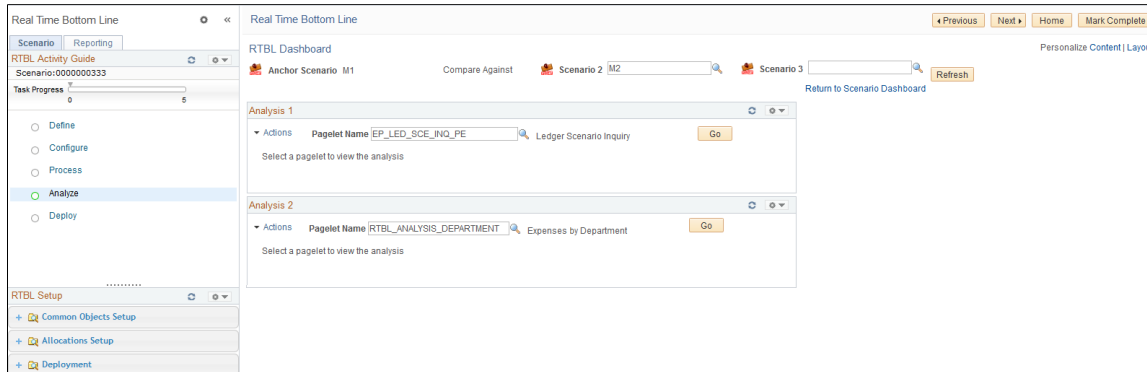 Real Time Bottom Line
«
Scenario
Reporting
RTBL Activity Guide
Scenario:0000000333
Task Progress
0 5
Define
Configure
Process
Analyze
Deploy
RTBL Setup
+ Common Objects Setup
+ Allocations Setup
+ Deployment
Real Time Bottom Line
Previous
Next
Home
Mark Complete
RTBL Dashboard
Personalize Content | Layou
Anchor Scenario M1
Compare Against
Scenario 2 M2
Scenario 3
Refresh
Return to Scenario Dashboard
Analysis 1
Actions Pagelet Name EP_LED_SCE_INQ_PE Ledger Scenario Inquiry Go
Select a pagelet to view the analysis
Analysis 2
Actions Pagelet Name RTBL_ANALYSIS_DEPARTMENT Expenses by Department Go
Select a pagelet to view the analysis